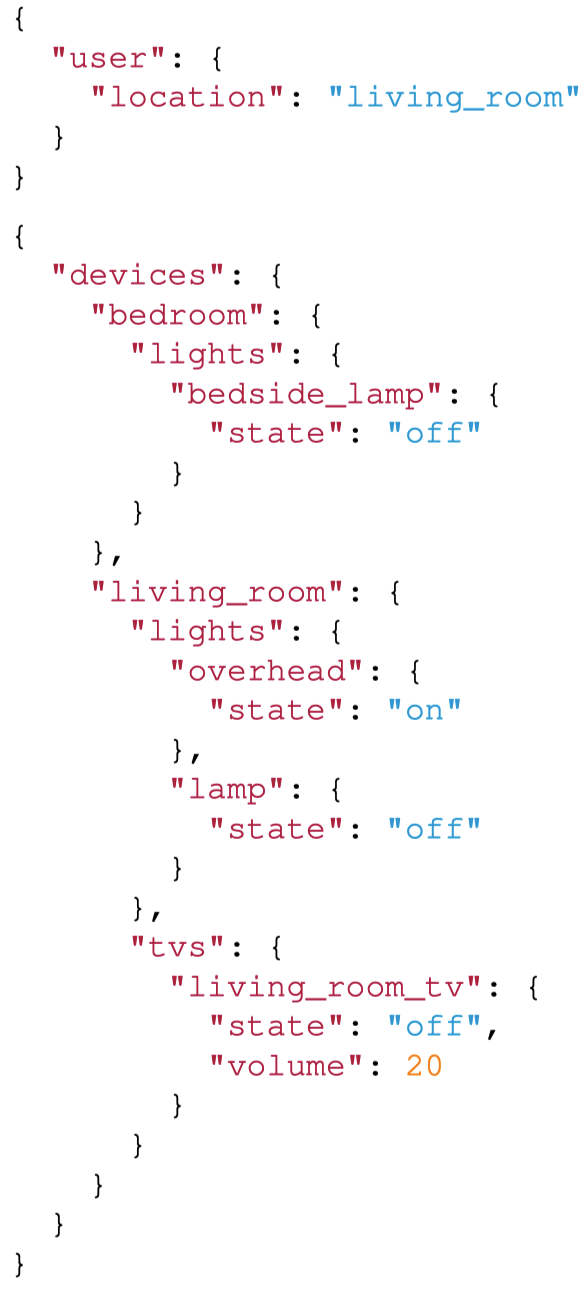 {
  "user": {
    "location": "living_room"
  }
}
{
  "devices": {
    "bedroom": {
      "lights": {
        "bedside_lamp": {
          "state": "off"
        }
      }
    },
    "living_room": {
      "lights": {
        "overhead": {
          "state": "on"
        },
        "lamp": {
          "state": "off"
        }
      },
      "tvs": {
        "living_room_tv": {
          "state": "off",
          "volume": 20
        }
      }
    }
  }
}